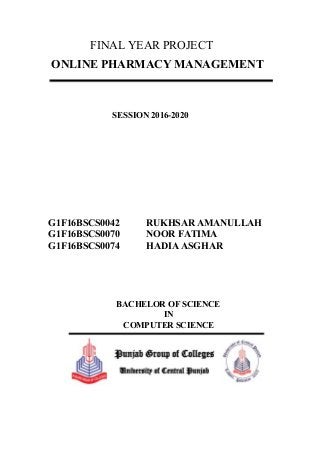 FINAL YEAR PROJECT
ONLINE PHARMACY MANAGEMENT
SESSION 2016-2020
G1F16BSCS0042 RUKHSAR AMANULLAH
G1F16BSCS0070 NOOR FATIMA
G1F16BSCS0074 HADIA ASGHAR
BACHELOR OF SCIENCE
IN
COMPUTER SCIENCE
Punjab Group of Colleges
University of Central Punjab